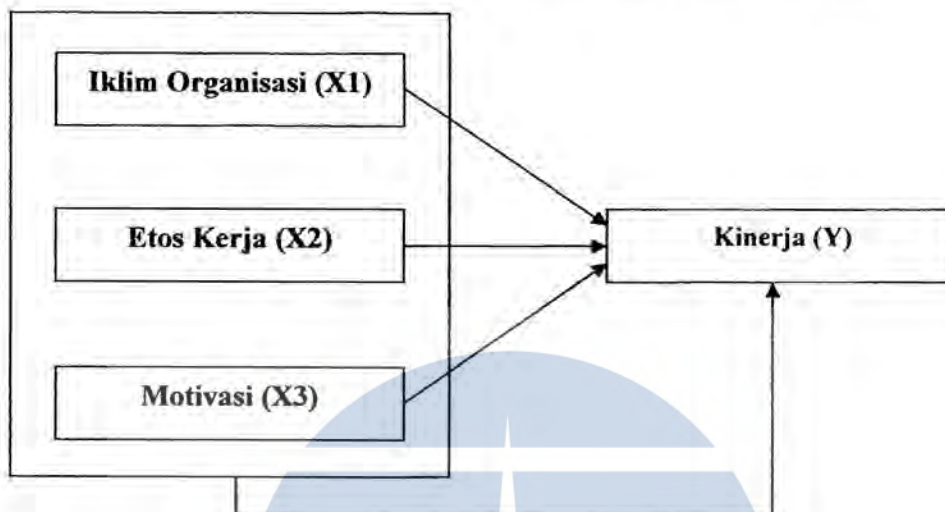 Iklim Organisasi (X1)
Etos Kerja (X2)
Kinerja (Y)
Motivasi (X3)